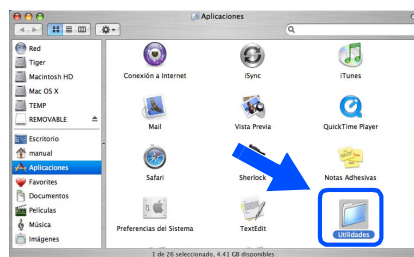 Aplicaciones
Red
Tiger
Macintosh HD
Mac OS X
TEMP
REMOVABLE
Escritorio
manual
Aplicaciones
Favorites
Documentos
Películas
Música
Imágenes
Conexión a Internet
iSync
iTunes
Mail
Vista Previa
QuickTime Player
Safari
Sherlock
Notas Adhesivas
Preferencias del Sistema
TextEdit
Utilidades
1 de 26 seleccionado, 4.41 GB disponibles